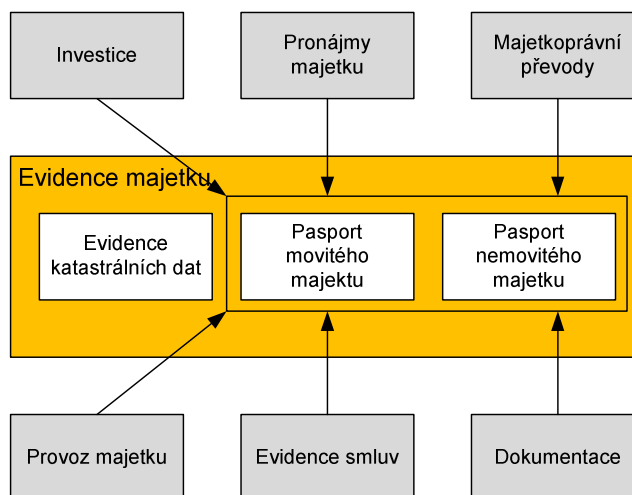 Investice
Pronájmy
majetku
Majetkoprávní
převody
Evidence majetku
Evidence
katastrálních dat
Pasport
movitého
majektu
Pasport
nemovitého
majetku
Provoz majetku
Evidence smluv
Dokumentace